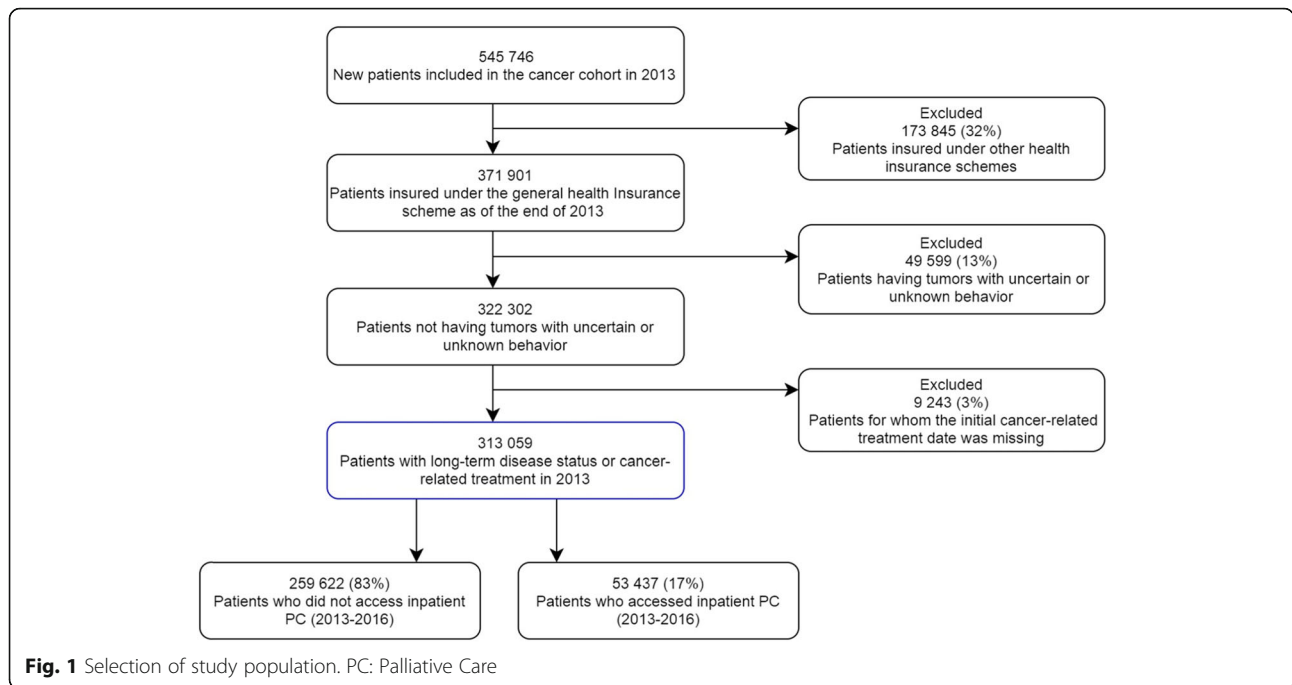 545 746
New patients included in the cancer cohort in 2013
Excluded
173 845 (32%)
Patients insured under other health
insurance schemes
371 901
Patients insured under the general health Insurance
scheme as of the end of 2013
Excluded
49 599 (13%)
Patients having tumors with uncertain or
unknown behavior
322 302
Patients not having tumors with uncertain or
unknown behavior
Excluded
9 243 (3%)
Patients for whom the initial cancer-related
treatment date was missing
313 059
Patients with long-term disease status or cancer-
related treatment in 2013
259 622 (83%)
Patients who did not access inpatient
PC (2013-2016)
53 437 (17%)
Patients who accessed inpatient PC
(2013-2016)
Fig. 1 Selection of study population. PC: Palliative Care